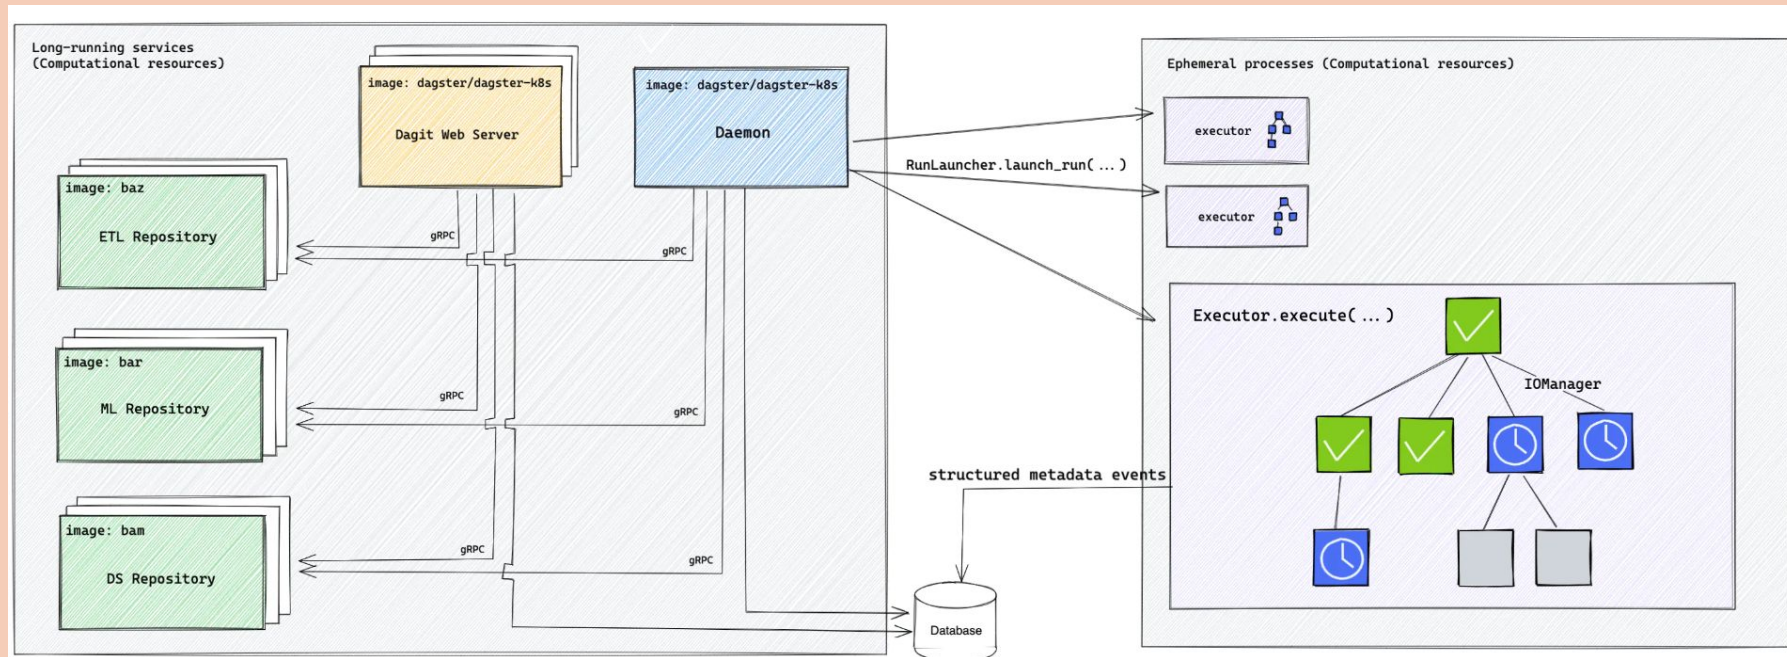 Long-running services
(Computational resources)
image: dagster/dagster-k8s
Dagit Web Server
image: dagster/dagster-k8s
Daemon
image: baz
ETL Repository
gRPC
gRPC
image: bar
ML Repository
gRPC
gRPC
image: bam
DS Repository
gRPC
gRPC
RunLauncher.launch_run(...)
structured metadata events
Database
Ephemeral processes (Computational resources)
executor
executor
Executor.execute(...)
IOManager